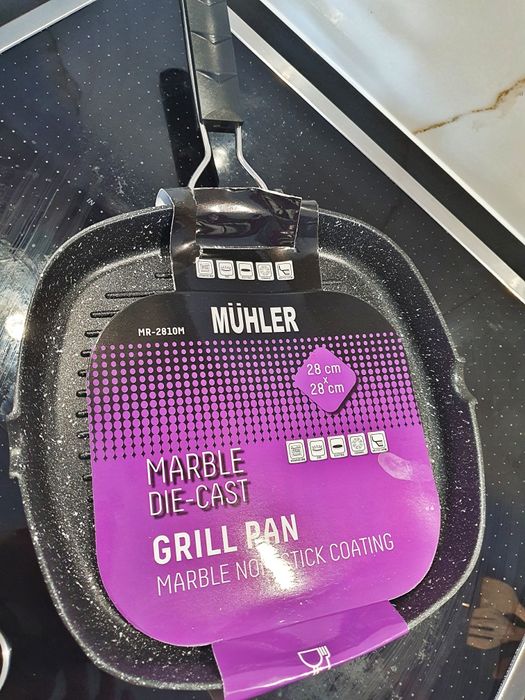 MR-2810M
MÜHLER
28 cm
x
28 cm
MARBLE
DIE-CAST
GRILL PAN
MARBLE NON-STICK COATING